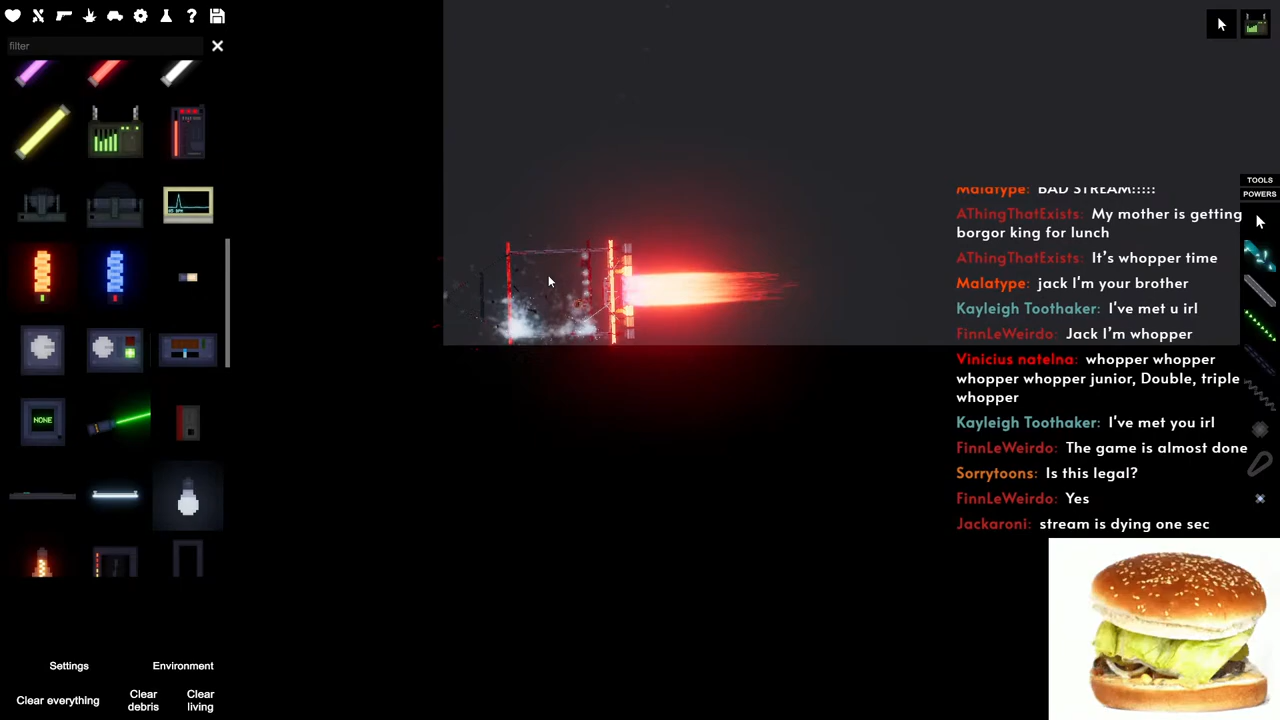 filter
TOOLS
POWERS
Malatype: BAD STREAM!!!!!
AThingThatExists: My mother is getting
borgor king for lunch
AThingThatExists: It's whopper time
Malatype: jack I'm your brother
Kayleigh Toothaker: I've met u irl
FinnLeWeirdo: Jack I'm whopper
Vinicius natelna: whopper whopper
whopper whopper junior, Double, triple
whopper
Kayleigh Toothaker: I've met you irl
FinnLeWeirdo: The game is almost done
Sorrytoons: Is this legal?
FinnLeWeirdo: Yes
Jackaroni: stream is dying one sec
NONE
Settings
Environment
Clear everything
Clear
debris
Clear
living